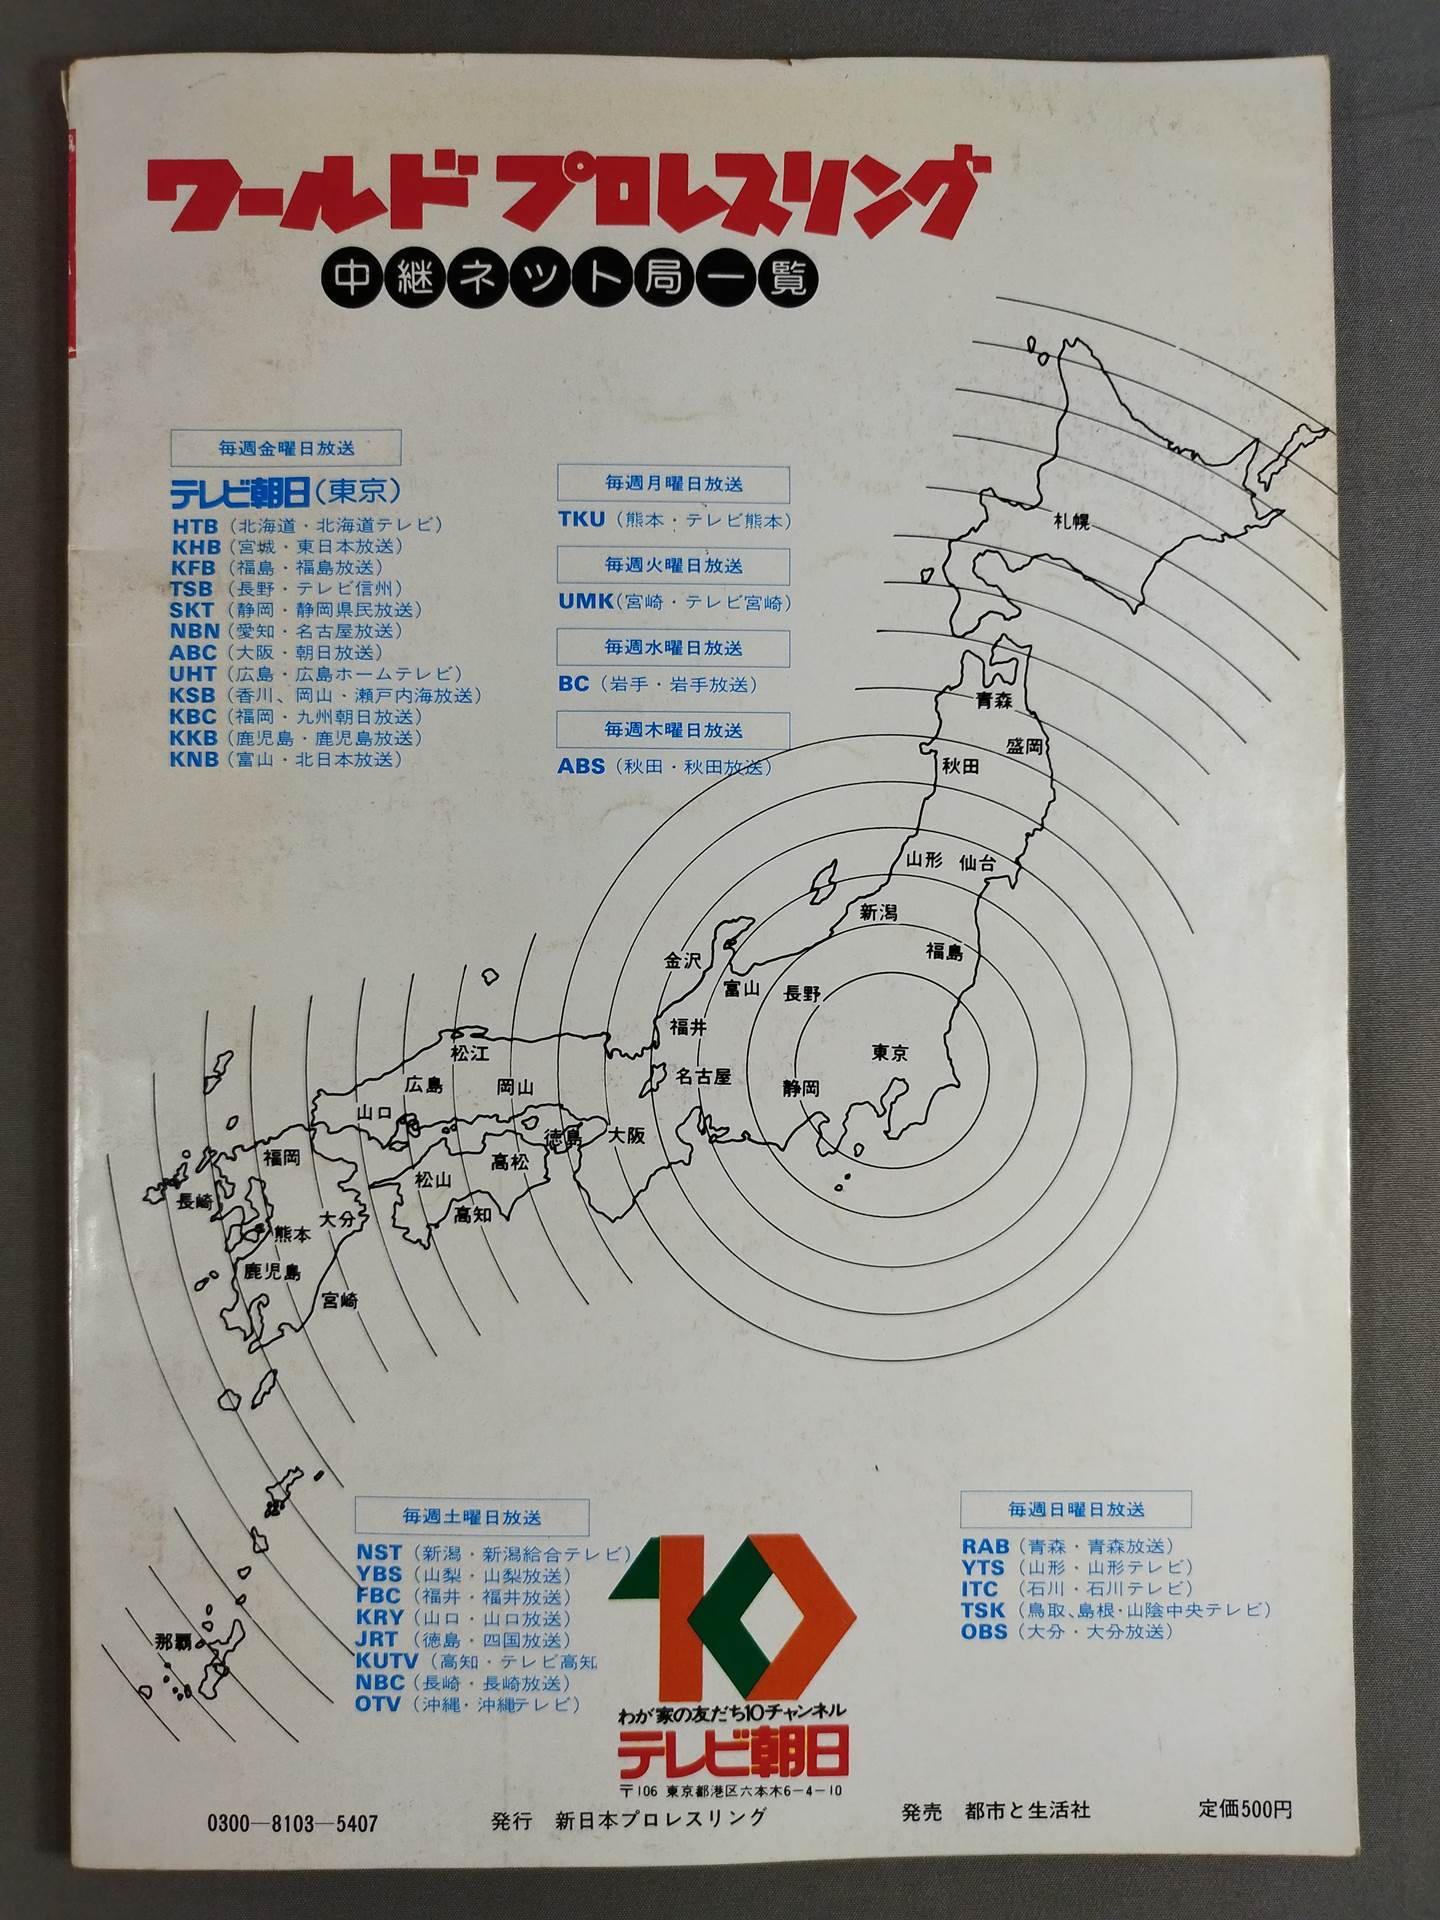 ワールドプロレスリング
中継ネット局一覧
毎週金曜日放送
テレビ朝日(東京)
HTB(北海道・北海道テレビ)
KHB(宮城・東日本放送)
KFB(福島・福島放送)
TSB(長野・テレビ信州)
SKT(静岡・静岡県民放送)
NBN(愛知・名古屋放送)
ABC(大阪・朝日放送)
UHT(広島・広島ホームテレビ)
KSB(香川、岡山・瀬戸内海放送)
KBC(福岡・九州朝日放送)
KKB(鹿児島・鹿児島放送)
KNB(富山・北日本放送)
毎週月曜日放送
TKU(熊本・テレビ熊本)
毎週火曜日放送
UMK(宮崎・テレビ宮崎)
毎週水曜日放送
BC(岩手・岩手放送)
毎週木曜日放送
ABS(秋田・秋田放送)
札幌
青森
盛岡
秋田
山形 仙台
新潟
福島
金沢
富山 長野
福井
東京
松江
名古屋
広島 岡山
静岡
山口
徳島 大阪
福岡
高松
松山
長崎
大分 高知
熊本
鹿児島
宮崎
那覇
毎週土曜日放送
NST(新潟・新潟総合テレビ)
YBS(山梨・山梨放送)
FBC(福井・福井放送)
KRY(山口・山口放送)
JRT(徳島・四国放送)
KUTV(高知・テレビ高知
NBC(長崎・長崎放送)
OTV(沖縄・沖縄テレビ)
毎週日曜日放送
RAB(青森・青森放送)
YTS(山形・山形テレビ)
ITC(石川・石川テレビ)
TSK(鳥取、島根・山陰中央テレビ)
OBS(大分・大分放送)
10
わが家の友だち10チャンネル
テレビ朝日
〒106 東京都港区六本木6-4-10
0300—8103—5407 発行 新日本プロレスリング 発売 都市と生活社 定価500円